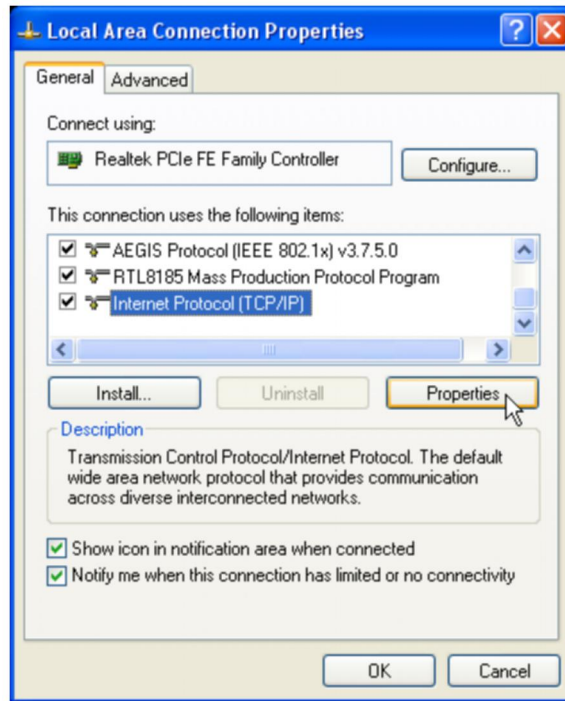 Local Area Connection Properties
General
Advanced
Connect using:
Realtek PCIe FE Family Controller
Configure...
This connection uses the following items:
AEGIS Protocol (IEEE 802.1x) v3.7.5.0
RTL8185 Mass Production Protocol Program
Internet Protocol (TCP/IP)
Install...
Uninstall
Properties
Description
Transmission Control Protocol/Internet Protocol. The default
wide area network protocol that provides communication
across diverse interconnected networks.
Show icon in notification area when connected
Notify me when this connection has limited or no connectivity
OK
Cancel